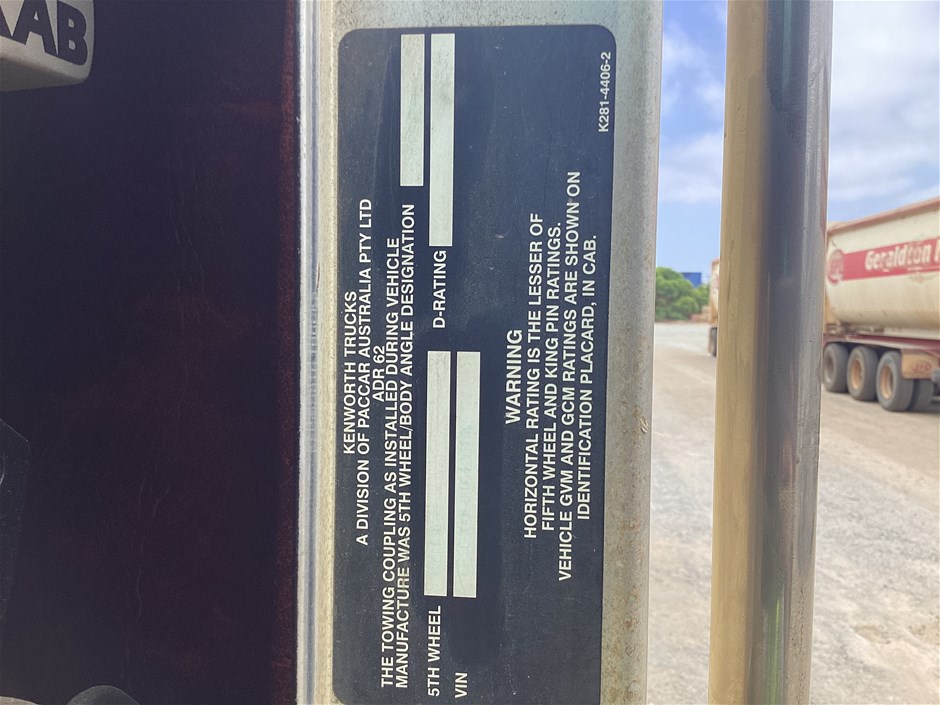 AAB
KENWORTH TRUCKS
A DIVISION OF PACCAR AUSTRALIA PTY LTD
ADR 62
THE TOWING COUPLING AS INSTALLED DURING VEHICLE
MANUFACTURE WAS 5TH WHEEL/BODY ANGLE DESIGNATION
5TH WHEEL
D-RATING
VIN
WARNING
HORIZONTAL RATING IS THE LESSER OF
FIFTH WHEEL AND KING PIN RATINGS.
VEHICLE GVM AND GCM RATINGS ARE SHOWN ON
IDENTIFICATION PLACARD, IN CAB.
K281-4406-2
Geraldton